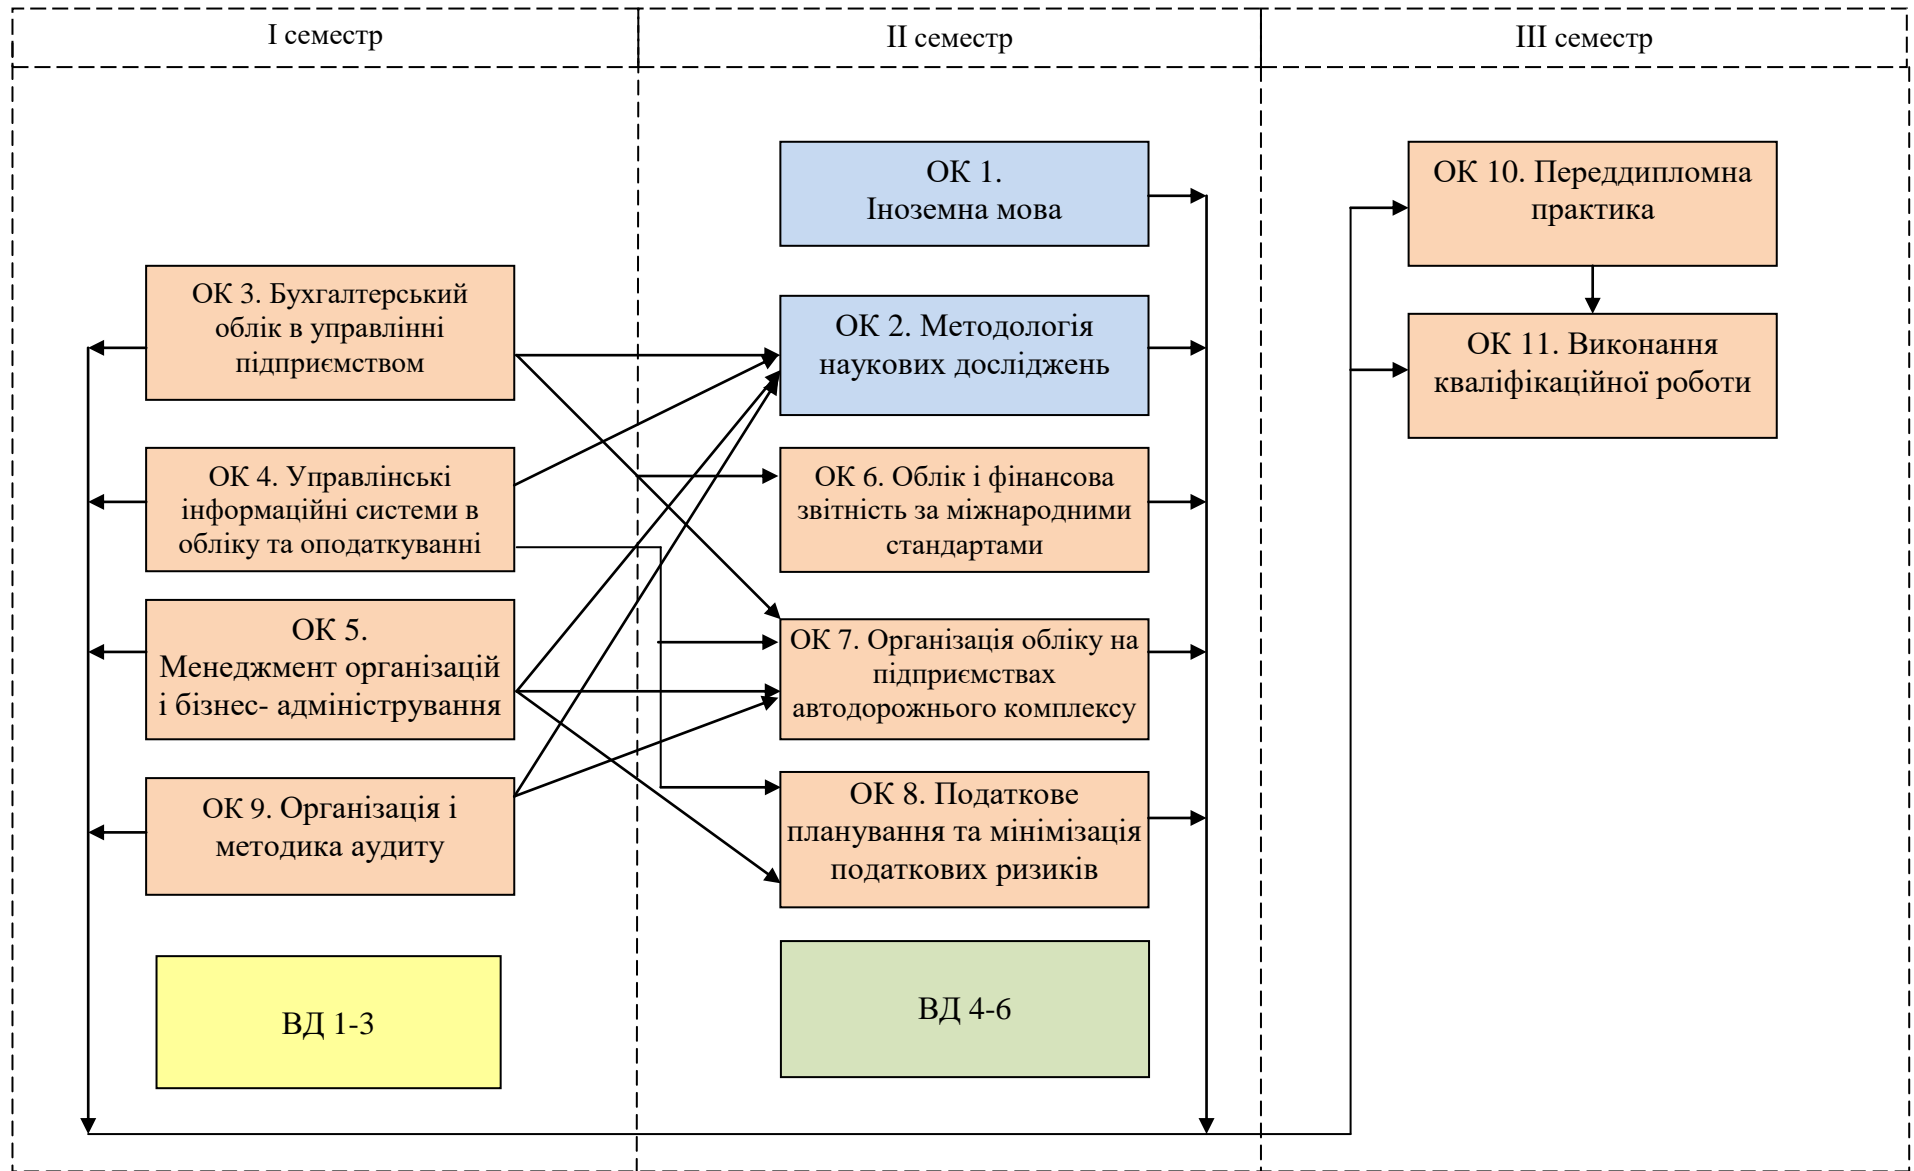 І семестр
ІІ семестр
ІІІ семестр
ОК 3. Бухгалтерський
облік в управлінні
підприємством
ОК 4. Управлінські
інформаційні системи в
обліку та оподаткуванні
ОК 5.
Менеджмент організацій
і бізнес- адміністрування
ОК 9. Організація і
методика аудиту
ВД 1-3
ОК 1.
Іноземна мова
ОК 2. Методологія
наукових досліджень
ОК 6. Облік і фінансова
звітність за міжнародними
стандартами
ОК 7. Організація обліку на
підприємствах
автодорожнього комплексу
ОК 8. Податкове
планування та мінімізація
податкових ризиків
ВД 4-6
ОК 10. Переддипломна
практика
ОК 11. Виконання
кваліфікаційної роботи